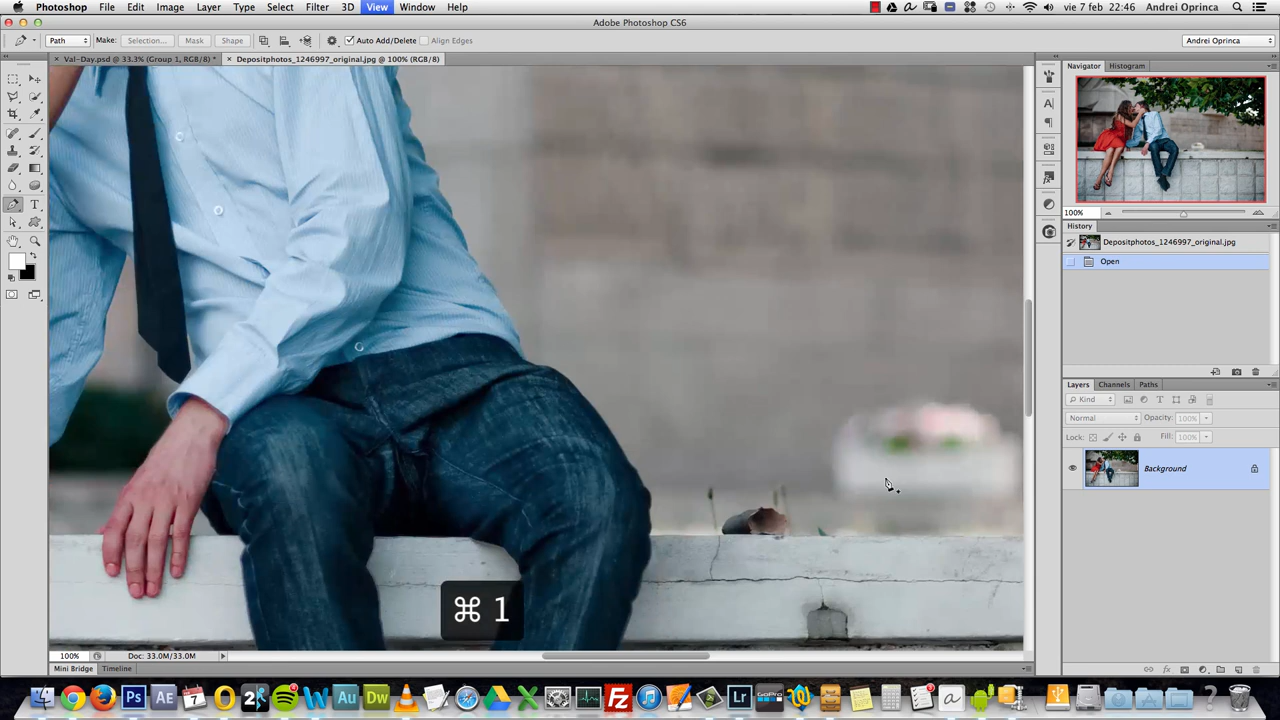 Photoshop File Edit Image Layer Type Select Filter 3D View Window Help vie 7 feb 22:46 Andrei Oprinca
Adobe Photoshop CS6
Path Make: Selection... Mask Shape Auto Add/Delete Align Edges Andrei Oprinca
Val-Day.psd @ 33.3% (Group 1, RGB/8) * Depositphotos_1246997_original.jpg @ 100% (RGB/8)
Navigator Histogram
100%
History
Depositphotos_1246997_original.jpg
Open
Layers Channels Paths
Kind
Normal Opacity: 100%
Lock: Fill: 100%
Background
⌘ 1
100% Doc: 33.0M/33.0M
Mini Bridge Timeline